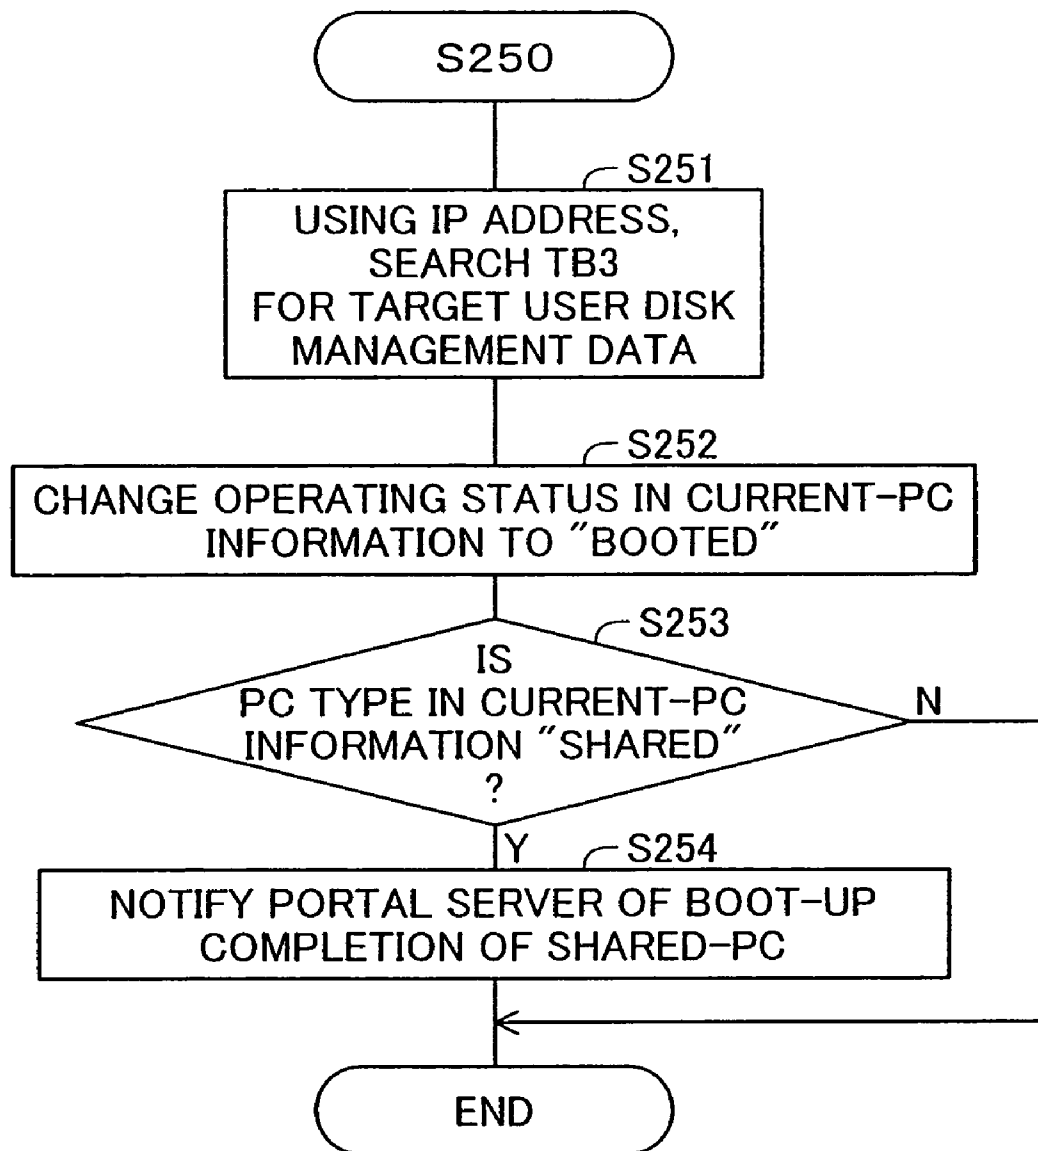 S250
S251
USING IP ADDRESS,
SEARCH TB3
FOR TARGET USER DISK
MANAGEMENT DATA
S252
CHANGE OPERATING STATUS IN CURRENT-PC
INFORMATION TO "BOOTED"
S253
IS
PC TYPE IN CURRENT-PC
INFORMATION "SHARED"
?
N
Y
S254
NOTIFY PORTAL SERVER OF BOOT-UP
COMPLETION OF SHARED-PC
END